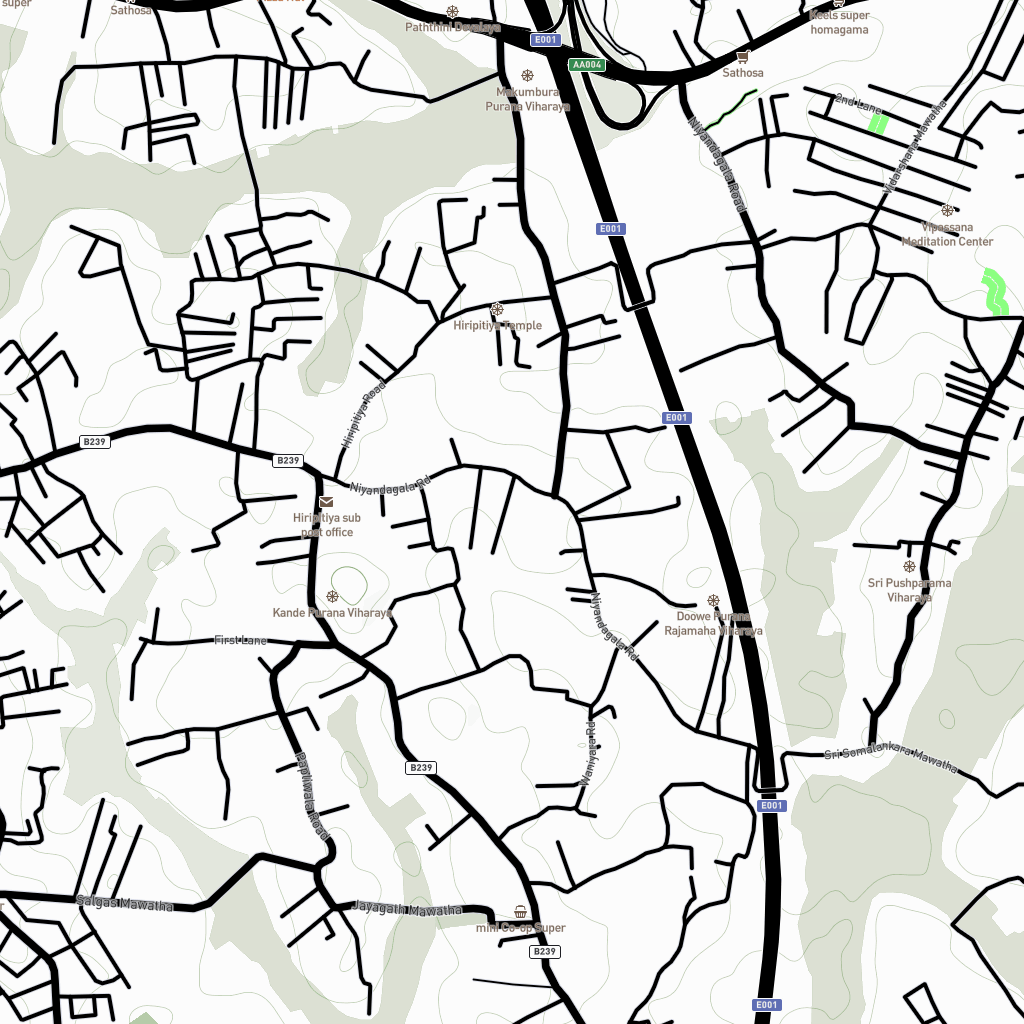 super
Sathosa
Paththini Devalaya
E001
AA004
Keels super
homagama
Sathosa
Makumbura
Purana Viharaya
2nd Lane
Niyandagala Road
Vidarshana Mawatha
E001
Vipassana
Meditation Center
Hiripitiya Temple
Hiripitiya Road
E001
B239
B239
Niyandagala Rd
Hiripitiya sub
post office
Sri Pushparama
Viharaya
Kande Purana Viharaya
Niyandagala Rd
Doowe Purana
Rajamaha Viharaya
First Lane
Waniyara Rd
Sri Somalankara Mawatha
B239
Papiliwala Road
E001
Salgas Mawatha
Jayagath Mawatha
mini Co-op Super
B239
E001